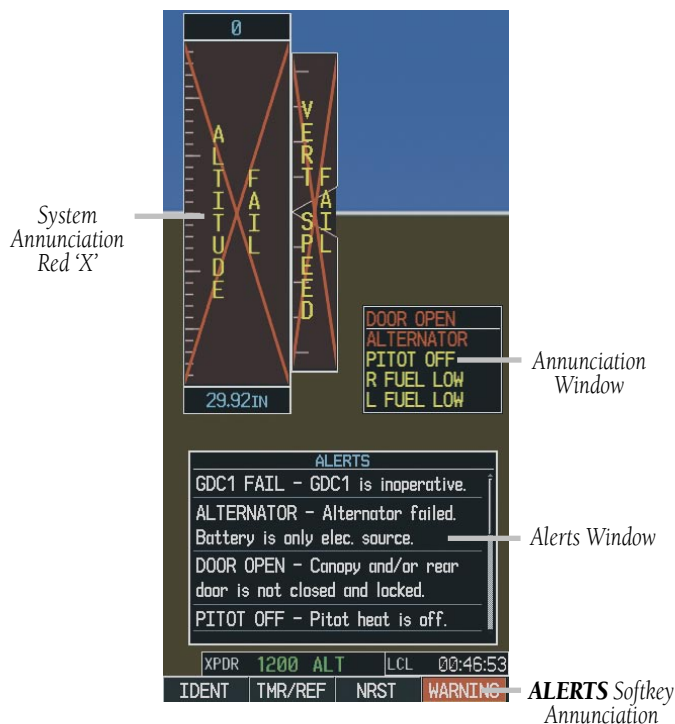 0
ALTITUDE
FAIL
VERT SPEED
FAIL
System
Annunciation
Red ‘X’
29.92IN
DOOR OPEN
ALTERNATOR
PITOT OFF
R FUEL LOW
L FUEL LOW
Annunciation
Window
ALERTS
GDC1 FAIL – GDC1 is inoperative.
ALTERNATOR – Alternator failed.
Battery is only elec. source.
DOOR OPEN – Canopy and/or rear
door is not closed and locked.
PITOT OFF – Pitot heat is off.
Alerts Window
XPDR 1200 ALT LCL 00:46:53
IDENT TMR/REF NRST WARNING
ALERTS Softkey
Annunciation